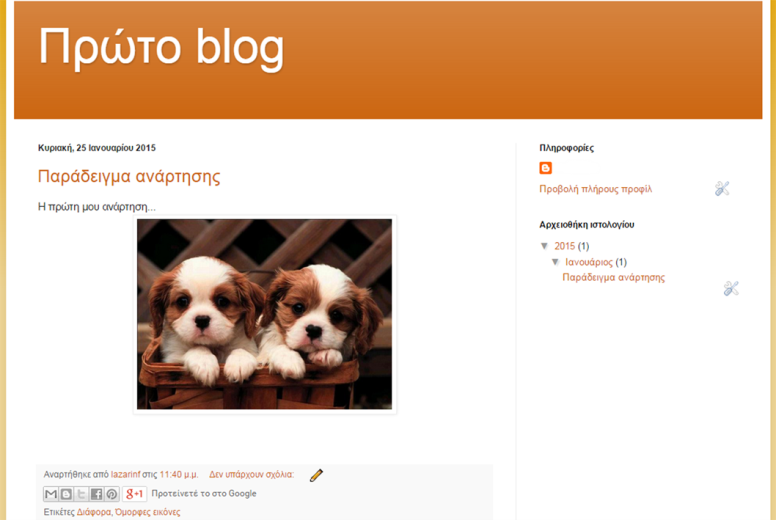 Πρώτο blog
Κυριακή, 25 Ιανουαρίου 2015
Παράδειγμα ανάρτησης
Η πρώτη μου ανάρτηση...
Αναρτήθηκε από lazarinf στις 11:40 μ.μ. Δεν υπάρχουν σχόλια:
g+1 Προτείνετέ το στο Google
Ετικέτες Διάφορα, Όμορφες εικόνες
Πληροφορίες
Προβολή πλήρους προφίλ
Αρχειοθήκη ιστολογίου
▼ 2015 (1)
▼ Ιανουάριος (1)
Παράδειγμα ανάρτησης